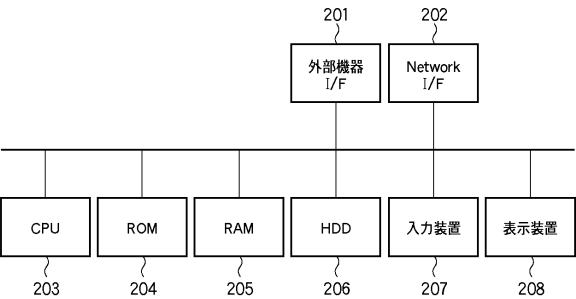 201
202
外部機器
I/F
Network
I/F
CPU
ROM
RAM
HDD
入力装置
表示装置
203
204
205
206
207
208